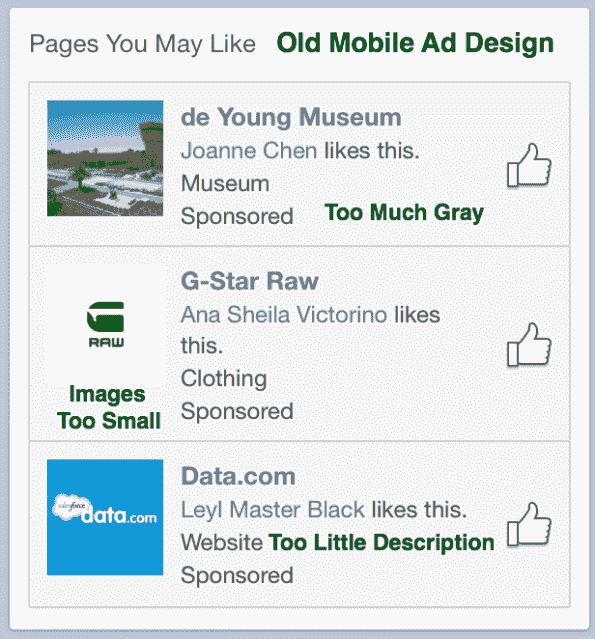 Pages You May Like Old Mobile Ad Design
de Young Museum
Joanne Chen likes this.
Museum
Sponsored Too Much Gray
G-Star Raw
Ana Sheila Victorino likes
this.
Clothing
Sponsored
RAW
Images
Too Small
Data.com
Leyl Master Black likes this.
Website Too Little Description
Sponsored
salesforce
data.com